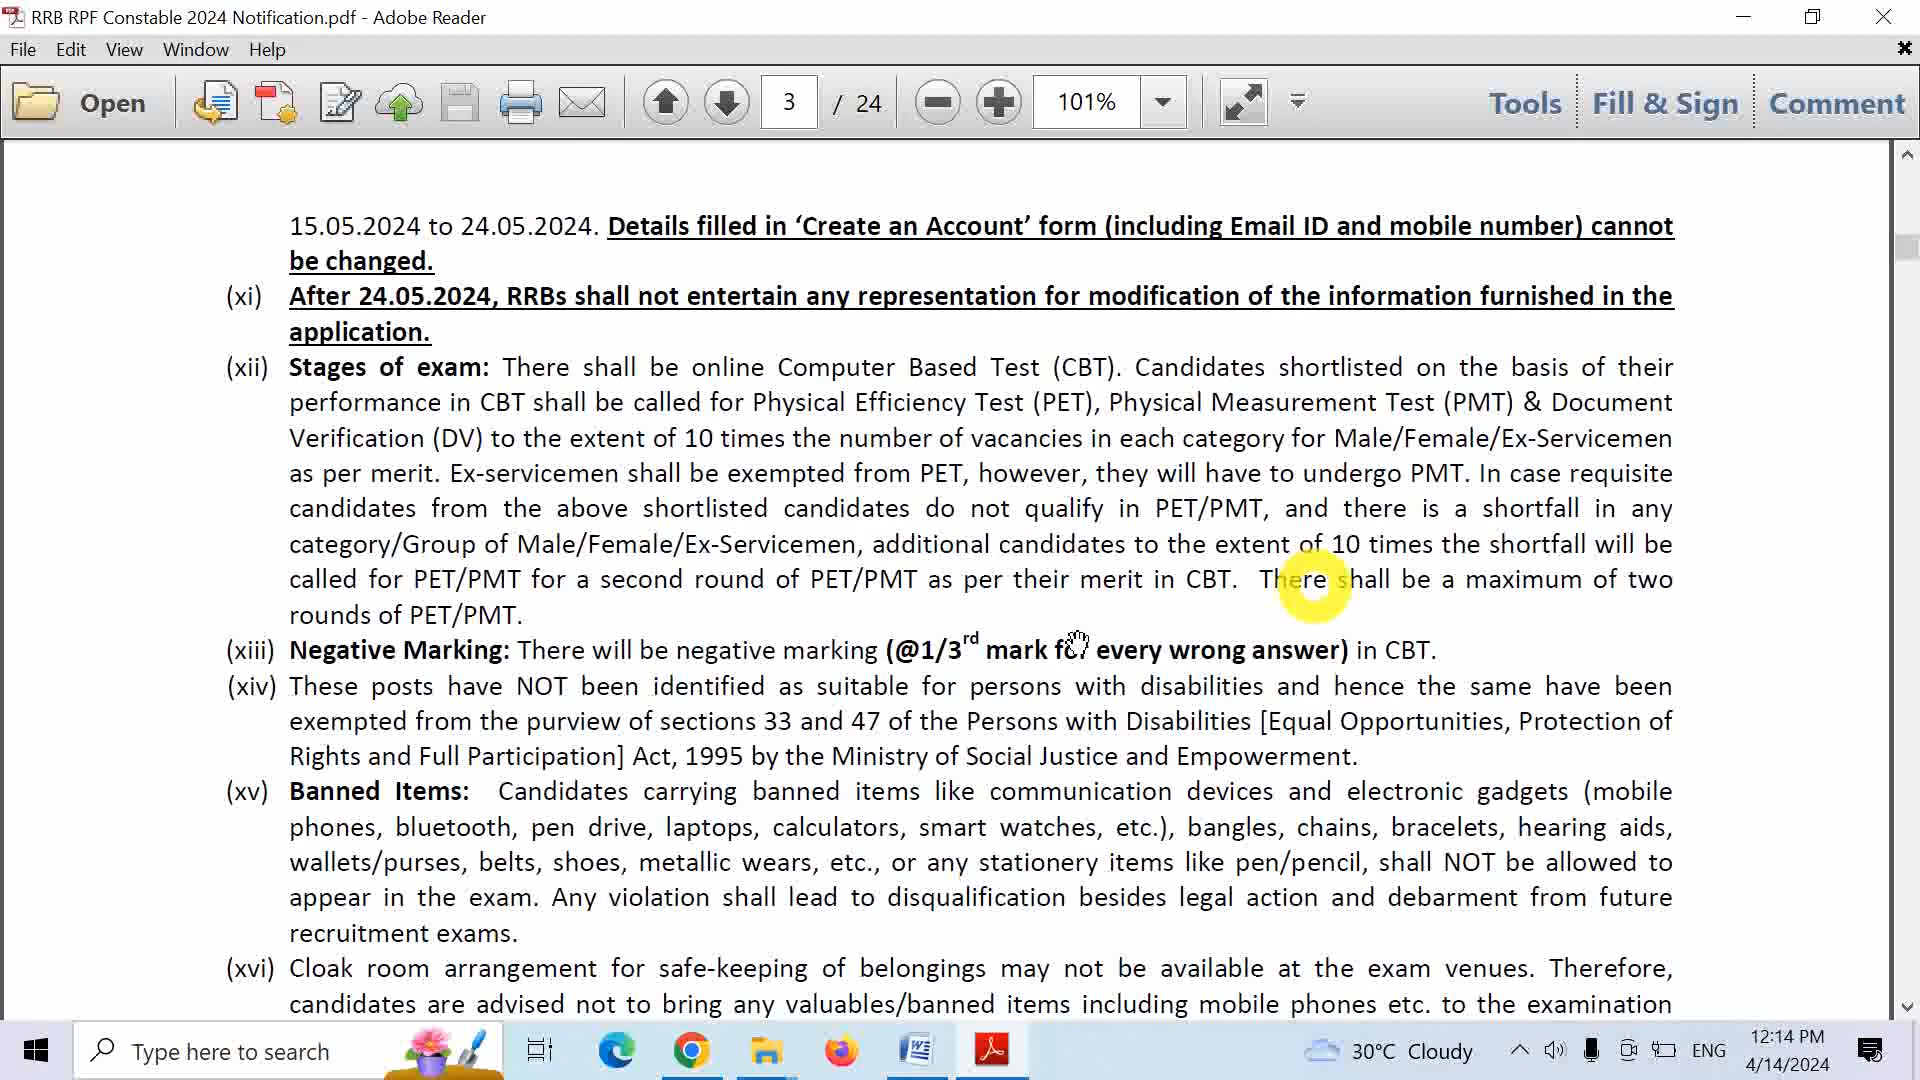 RRB RPF Constable 2024 Notification.pdf - Adobe Reader
File Edit View Window Help
Open 3 / 24 101% Tools Fill & Sign Comment
15.05.2024 to 24.05.2024. Details filled in ‘Create an Account’ form (including Email ID and mobile number) cannot
be changed.
(xi) After 24.05.2024, RRBs shall not entertain any representation for modification of the information furnished in the
application.
(xii) Stages of exam: There shall be online Computer Based Test (CBT). Candidates shortlisted on the basis of their
performance in CBT shall be called for Physical Efficiency Test (PET), Physical Measurement Test (PMT) & Document
Verification (DV) to the extent of 10 times the number of vacancies in each category for Male/Female/Ex-Servicemen
as per merit. Ex-servicemen shall be exempted from PET, however, they will have to undergo PMT. In case requisite
candidates from the above shortlisted candidates do not qualify in PET/PMT, and there is a shortfall in any
category/Group of Male/Female/Ex-Servicemen, additional candidates to the extent of 10 times the shortfall will be
called for PET/PMT for a second round of PET/PMT as per their merit in CBT. There shall be a maximum of two
rounds of PET/PMT.
(xiii) Negative Marking: There will be negative marking (@1/3rd mark for every wrong answer) in CBT.
(xiv) These posts have NOT been identified as suitable for persons with disabilities and hence the same have been
exempted from the purview of sections 33 and 47 of the Persons with Disabilities [Equal Opportunities, Protection of
Rights and Full Participation] Act, 1995 by the Ministry of Social Justice and Empowerment.
(xv) Banned Items: Candidates carrying banned items like communication devices and electronic gadgets (mobile
phones, bluetooth, pen drive, laptops, calculators, smart watches, etc.), bangles, chains, bracelets, hearing aids,
wallets/purses, belts, shoes, metallic wears, etc., or any stationery items like pen/pencil, shall NOT be allowed to
appear in the exam. Any violation shall lead to disqualification besides legal action and debarment from future
recruitment exams.
(xvi) Cloak room arrangement for safe-keeping of belongings may not be available at the exam venues. Therefore,
candidates are advised not to bring any valuables/banned items including mobile phones etc. to the examination
Type here to search 30°C Cloudy ENG 12:14 PM
4/14/2024